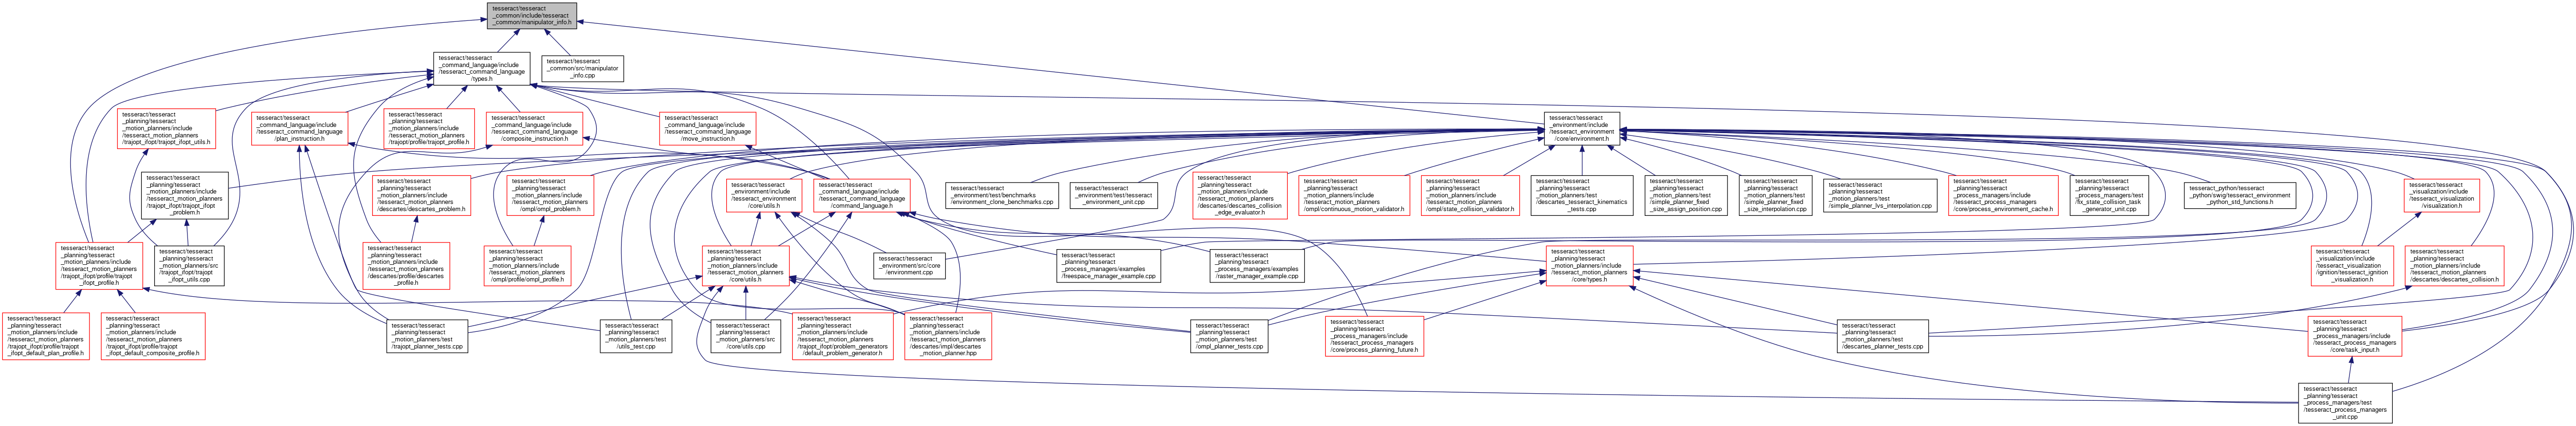 tesseract/tesseract
_common/include/tesseract
_common/manipulator_info.h
tesseract/tesseract
_command_language/include
/tesseract_command_language
/types.h
tesseract/tesseract
_common/src/manipulator
_info.cpp
tesseract/tesseract
_planning/tesseract
_motion_planners/include
/tesseract_motion_planners
/trajopt_ifopt/trajopt_ifopt_utils.h
tesseract/tesseract
_command_language/include
/tesseract_command_language
/plan_instruction.h
tesseract/tesseract
_planning/tesseract
_motion_planners/include
/tesseract_motion_planners
/trajopt/profile/trajopt_profile.h
tesseract/tesseract
_command_language/include
/tesseract_command_language
/composite_instruction.h
tesseract/tesseract
_command_language/include
/tesseract_command_language
/move_instruction.h
tesseract/tesseract
_environment/include
/tesseract_environment
/core/environment.h
tesseract/tesseract
_planning/tesseract
_motion_planners/include
/tesseract_motion_planners
/trajopt_ifopt/trajopt_ifopt
_problem.h
tesseract/tesseract
_planning/tesseract
_motion_planners/include
/tesseract_motion_planners
/descartes/descartes_problem.h
tesseract/tesseract
_planning/tesseract
_motion_planners/include
/tesseract_motion_planners
/ompl/ompl_problem.h
tesseract/tesseract
_environment/include
/tesseract_environment
/core/utils.h
tesseract/tesseract
_command_language/include
/tesseract_command_language
/command_language.h
tesseract/tesseract
_environment/test/benchmarks
/environment_clone_benchmarks.cpp
tesseract/tesseract
_environment/test/tesseract
_environment_unit.cpp
tesseract/tesseract
_planning/tesseract
_motion_planners/include
/tesseract_motion_planners
/descartes/descartes_collision
_edge_evaluator.h
tesseract/tesseract
_planning/tesseract
_motion_planners/include
/tesseract_motion_planners
/ompl/continuous_motion_validator.h
tesseract/tesseract
_planning/tesseract
_motion_planners/include
/tesseract_motion_planners
/ompl/state_collision_validator.h
tesseract/tesseract
_planning/tesseract
_motion_planners/test
/descartes_tesseract_kinematics
_tests.cpp
tesseract/tesseract
_planning/tesseract
_motion_planners/test
/simple_planner_fixed
_size_assign_position.cpp
tesseract/tesseract
_planning/tesseract
_motion_planners/test
/simple_planner_fixed
_size_interpolation.cpp
tesseract/tesseract
_planning/tesseract
_motion_planners/test
/simple_planner_lvs_interpolation.cpp
tesseract/tesseract
_planning/tesseract
_process_managers/include
/tesseract_process_managers
/core/process_environment_cache.h
tesseract/tesseract
_planning/tesseract
_process_managers/test
/fix_state_collision_task
_generator_unit.cpp
tesseract_python/tesseract
_python/swig/tesseract_environment
_python_std_functions.h
tesseract/tesseract
_visualization/include
/tesseract_visualization
/visualization.h
tesseract/tesseract
_planning/tesseract
_motion_planners/include
/tesseract_motion_planners
/trajopt_ifopt/profile/trajopt
_ifopt_profile.h
tesseract/tesseract
_planning/tesseract
_motion_planners/src
/trajopt_ifopt/trajopt
_ifopt_utils.cpp
tesseract/tesseract
_planning/tesseract
_motion_planners/include
/tesseract_motion_planners
/descartes/profile/descartes
_profile.h
tesseract/tesseract
_planning/tesseract
_motion_planners/include
/tesseract_motion_planners
/ompl/profile/ompl_profile.h
tesseract/tesseract
_planning/tesseract
_motion_planners/include
/tesseract_motion_planners
/core/utils.h
tesseract/tesseract
_environment/src/core
/environment.cpp
tesseract/tesseract
_planning/tesseract
_process_managers/examples
/freespace_manager_example.cpp
tesseract/tesseract
_planning/tesseract
_process_managers/examples
/raster_manager_example.cpp
tesseract/tesseract
_planning/tesseract
_motion_planners/include
/tesseract_motion_planners
/core/types.h
tesseract/tesseract
_visualization/include
/tesseract_visualization
/ignition/tesseract_ignition
_visualization.h
tesseract/tesseract
_planning/tesseract
_motion_planners/include
/tesseract_motion_planners
/descartes/descartes_collision.h
tesseract/tesseract
_planning/tesseract
_motion_planners/include
/tesseract_motion_planners
/trajopt_ifopt/profile/trajopt
_ifopt_default_plan_profile.h
tesseract/tesseract
_planning/tesseract
_motion_planners/include
/tesseract_motion_planners
/trajopt_ifopt/profile/trajopt
_ifopt_default_composite_profile.h
tesseract/tesseract
_planning/tesseract
_motion_planners/test
/trajopt_planner_tests.cpp
tesseract/tesseract
_planning/tesseract
_motion_planners/test
/utils_test.cpp
tesseract/tesseract
_planning/tesseract
_motion_planners/src
/core/utils.cpp
tesseract/tesseract
_planning/tesseract
_motion_planners/include
/tesseract_motion_planners
/trajopt_ifopt/problem_generators
/default_problem_generator.h
tesseract/tesseract
_planning/tesseract
_motion_planners/include
/tesseract_motion_planners
/descartes/impl/descartes
_motion_planner.hpp
tesseract/tesseract
_planning/tesseract
_motion_planners/test
/ompl_planner_tests.cpp
tesseract/tesseract
_planning/tesseract
_process_managers/include
/tesseract_process_managers
/core/process_planning_future.h
tesseract/tesseract
_planning/tesseract
_motion_planners/test
/descartes_planner_tests.cpp
tesseract/tesseract
_planning/tesseract
_process_managers/include
/tesseract_process_managers
/core/task_input.h
tesseract/tesseract
_planning/tesseract
_process_managers/test
/tesseract_process_managers
_unit.cpp